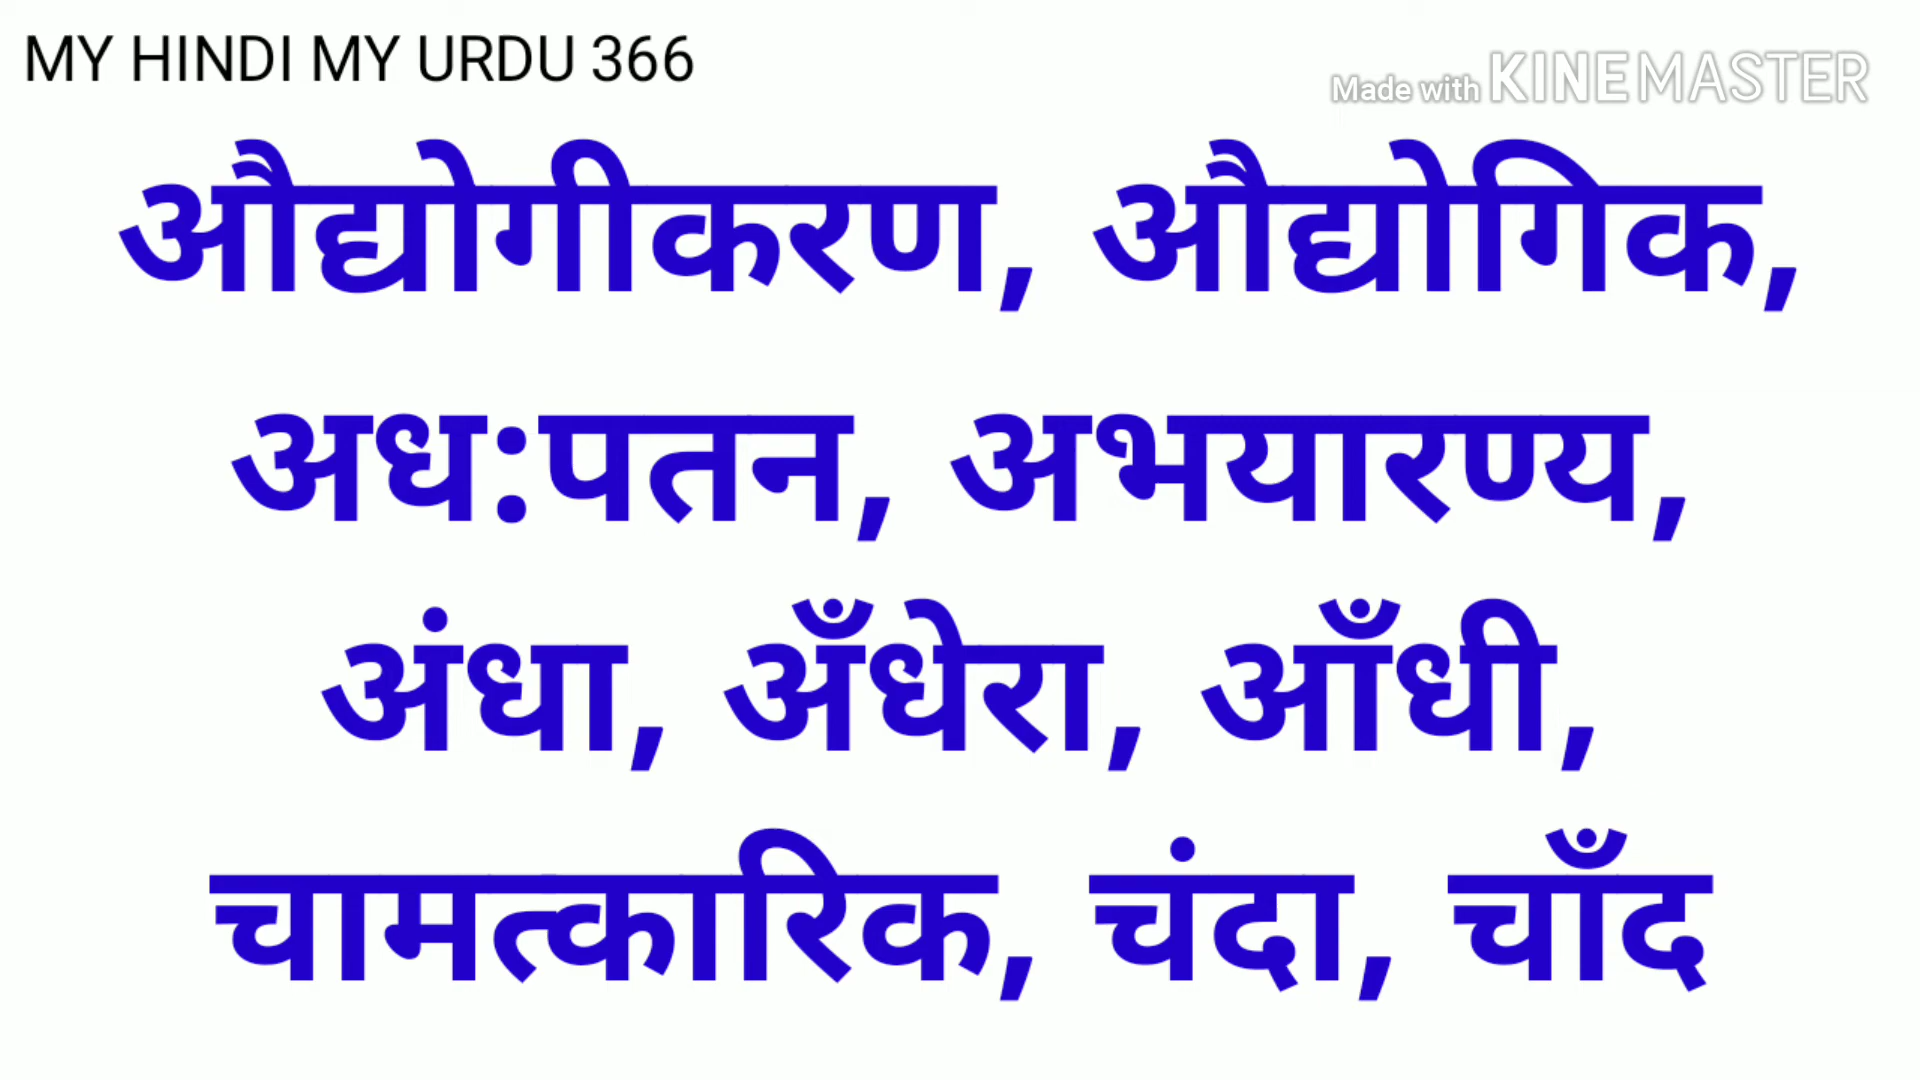 MY HINDI MY URDU 366
Made with KINEMASTER
औद्योगीकरण, औद्योगिक,
अध:पतन, अभयारण्य,
अंधा, अँधेरा, आँधी,
चामत्कारिक, चंदा, चाँद